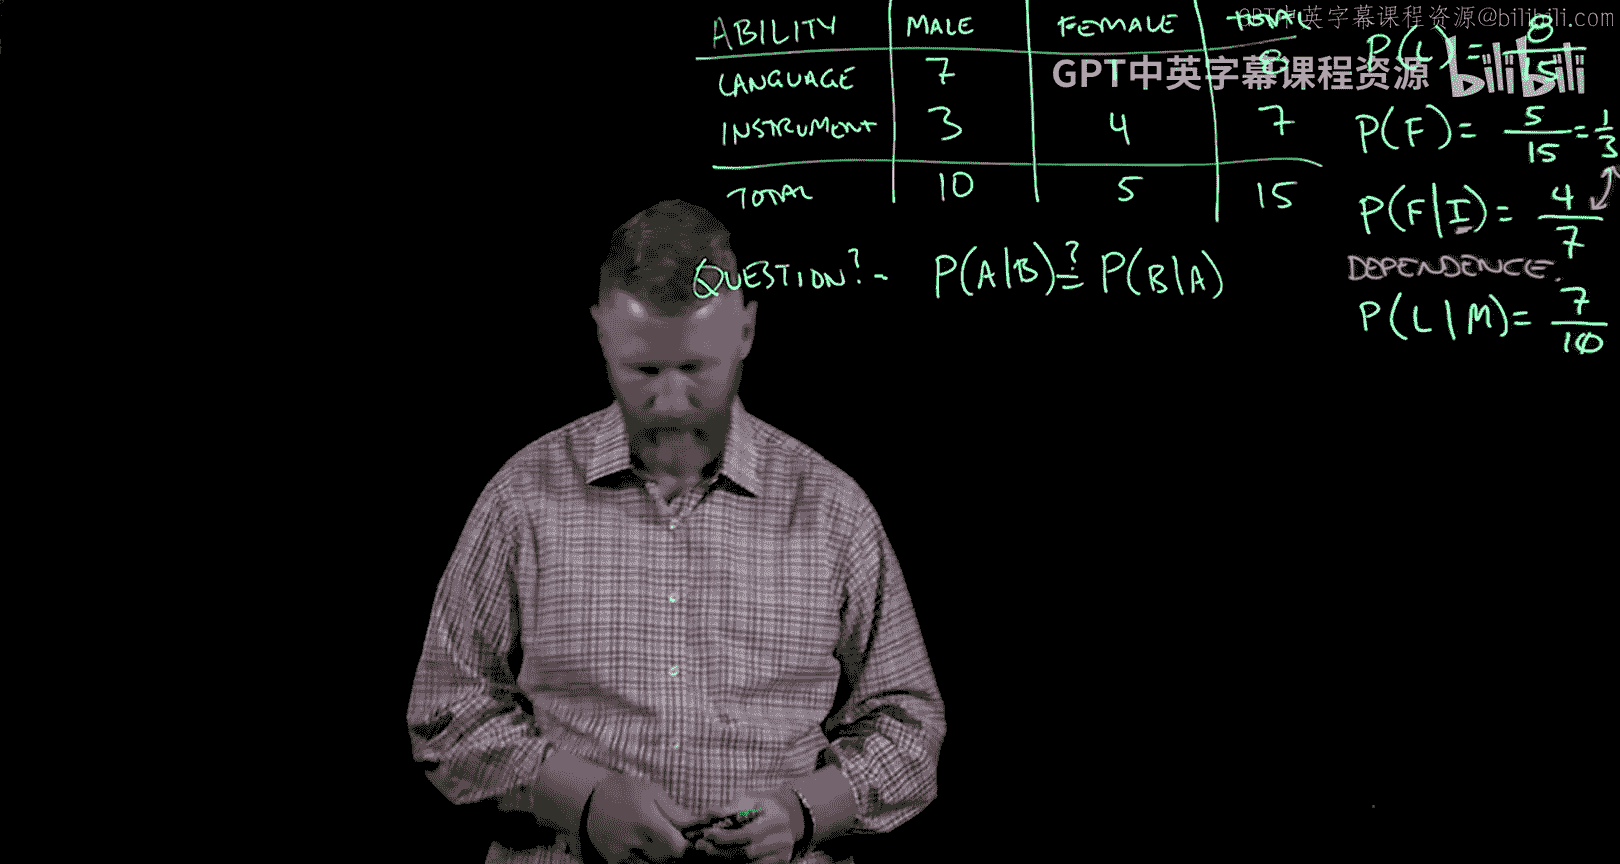 GPT中英字幕课程资源@bilibili.com
ABILITY MALE FEMALE TOTAL
LANGUAGE 7 1 8
INSTRUMENT 3 4 7
TOTAL 10 5 15
GPT中英字幕课程资源 bilibili
QUESTION? - P(A|B) ?= P(B|A)
P(L) = 8/15
P(F) = 5/15 = 1/3
P(F|I) = 4/7
DEPENDENCE.
P(L|M) = 7/10